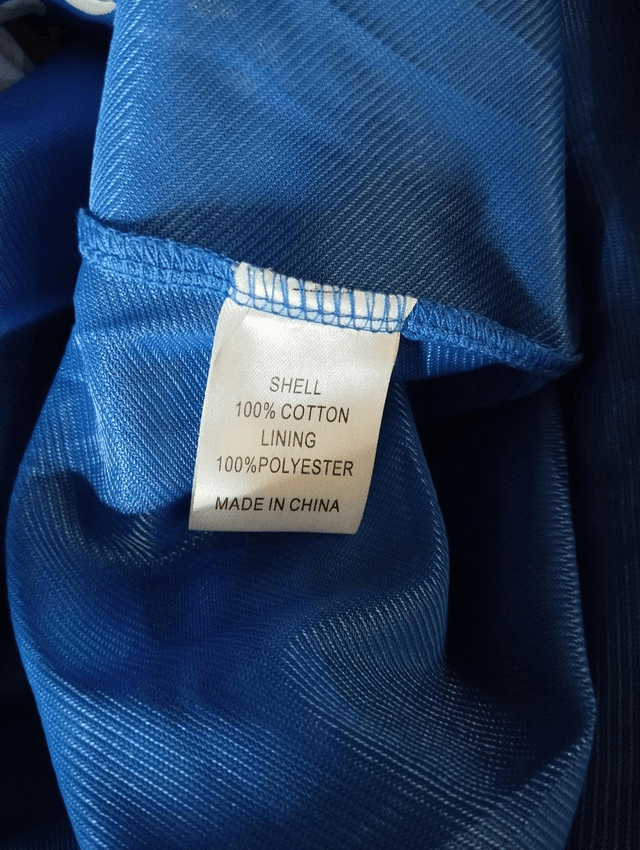 SHELL
100% COTTON
LINING
100%POLYESTER
MADE IN CHINA